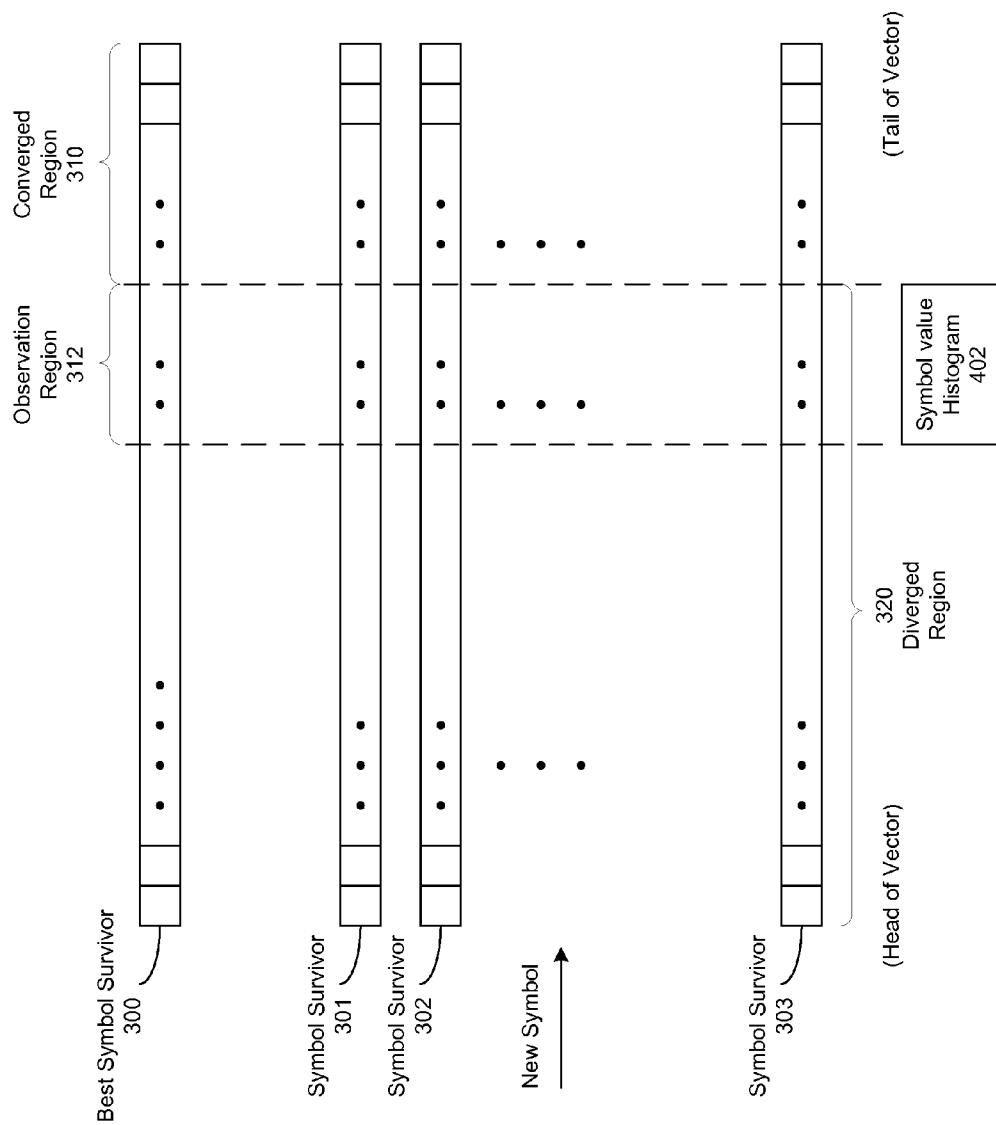 Converged
Region
310
Observation
Region
312
Best Symbol Survivor
300
Symbol Survivor
301
Symbol Survivor
302
New Symbol
Symbol Survivor
303
(Head of Vector)
(Tail of Vector)
320
Diverged
Region
Symbol value
Histogram
402